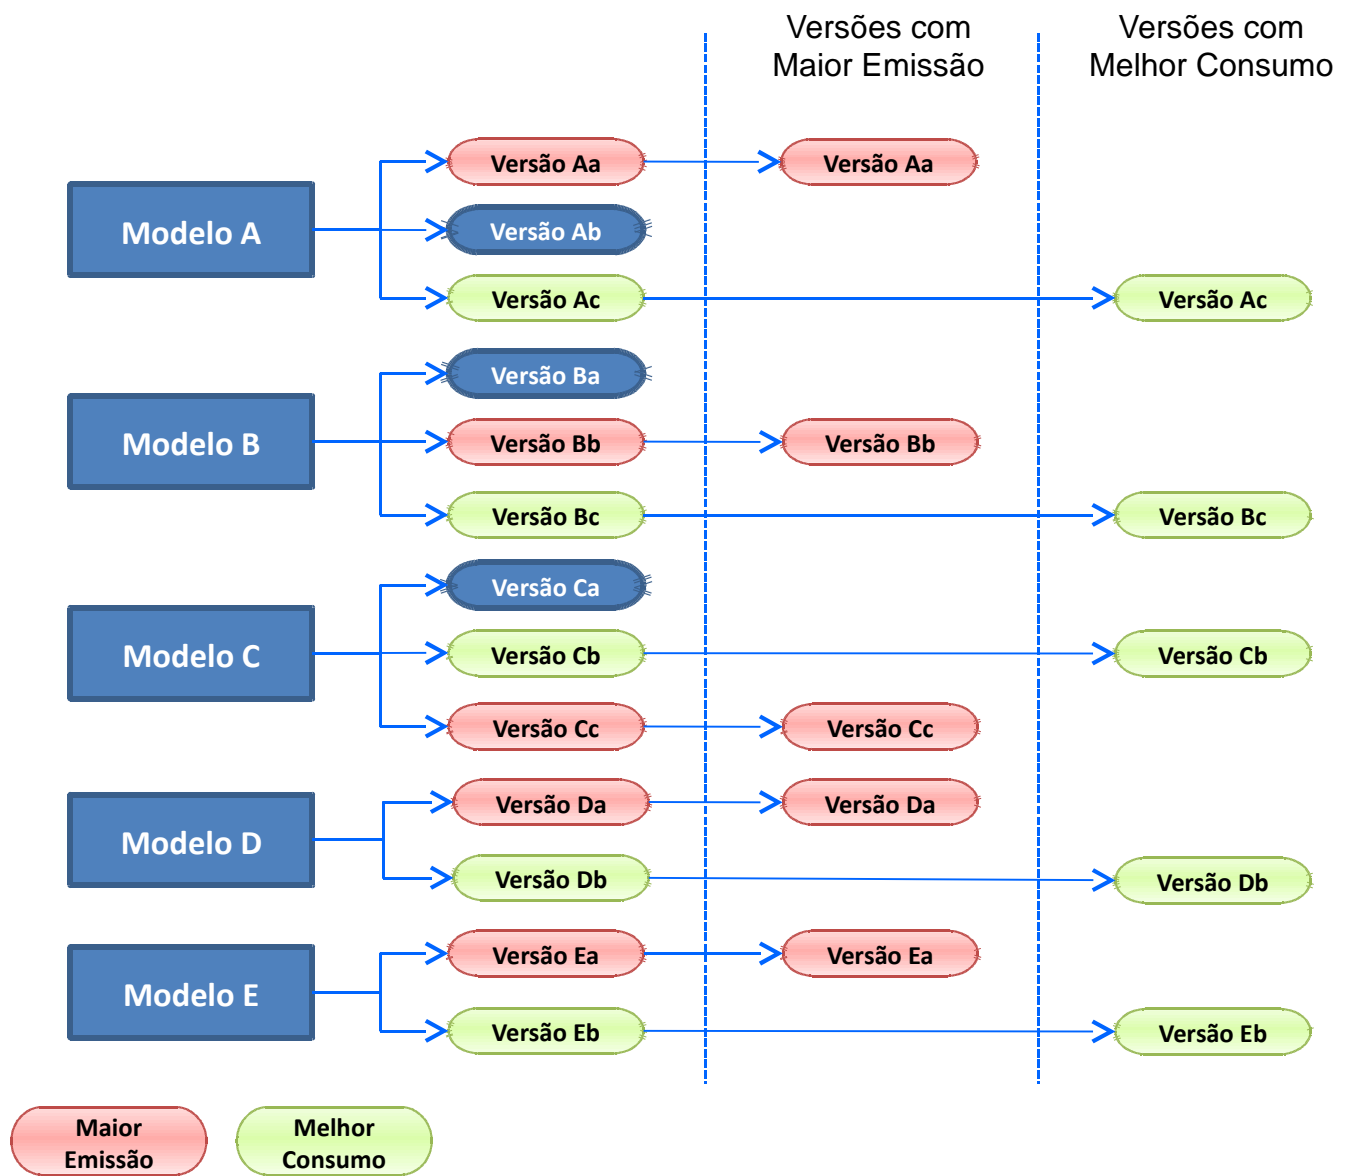 Versões com
Maior Emissão
Versões com
Melhor Consumo
Modelo A
Versão Aa
Versão Aa
Versão Ab
Versão Ac
Versão Ac
Modelo B
Versão Ba
Versão Bb
Versão Bb
Versão Bc
Versão Bc
Modelo C
Versão Ca
Versão Cb
Versão Cb
Versão Cc
Versão Cc
Modelo D
Versão Da
Versão Da
Versão Db
Versão Db
Modelo E
Versão Ea
Versão Ea
Versão Eb
Versão Eb
Maior
Emissão
Melhor
Consumo